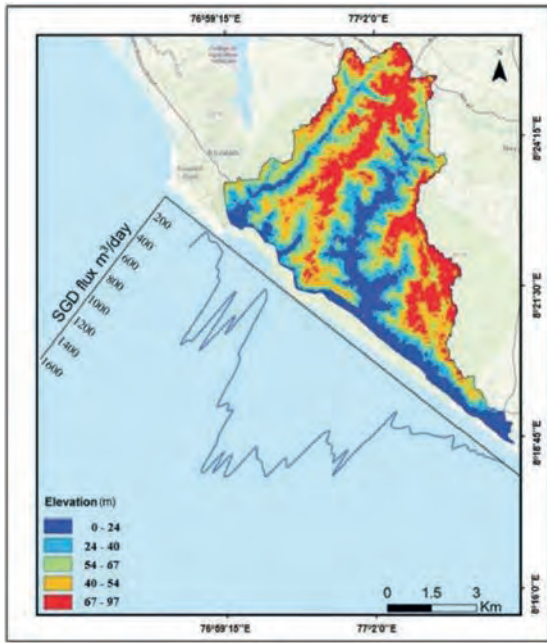 76°59'15"E 77°2'0"E
N
8°24'15"N
8°21'30"N
8°18'45"N
8°16'0"N
SGD flux m³/day
200
400
600
800
1000
1200
1400
1600
Elevation (m)
0 - 24
24 - 40
54 - 67
40 - 54
67 - 97
0 1.5 3
Km
76°59'15"E 77°2'0"E